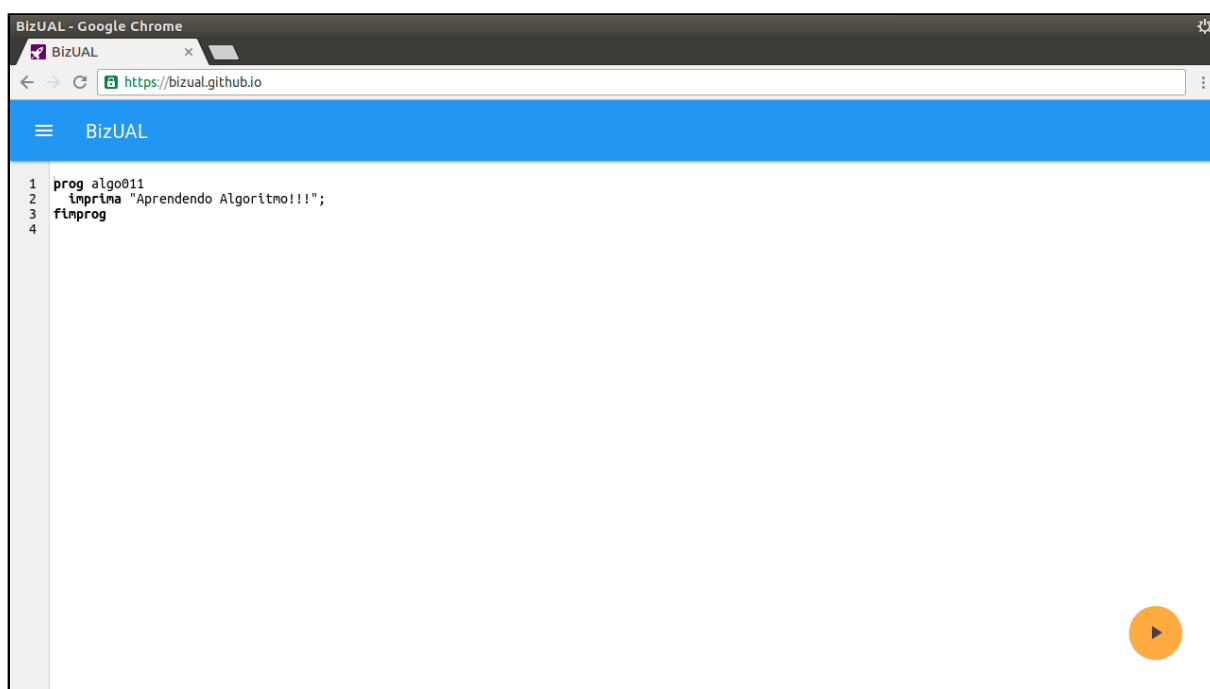 BizUAL - Google Chrome
BizUAL
https://bizual.github.io
BizUAL
1 prog algo011
2 imprima "Aprendendo Algoritmo!!!";
3 fimprog
4